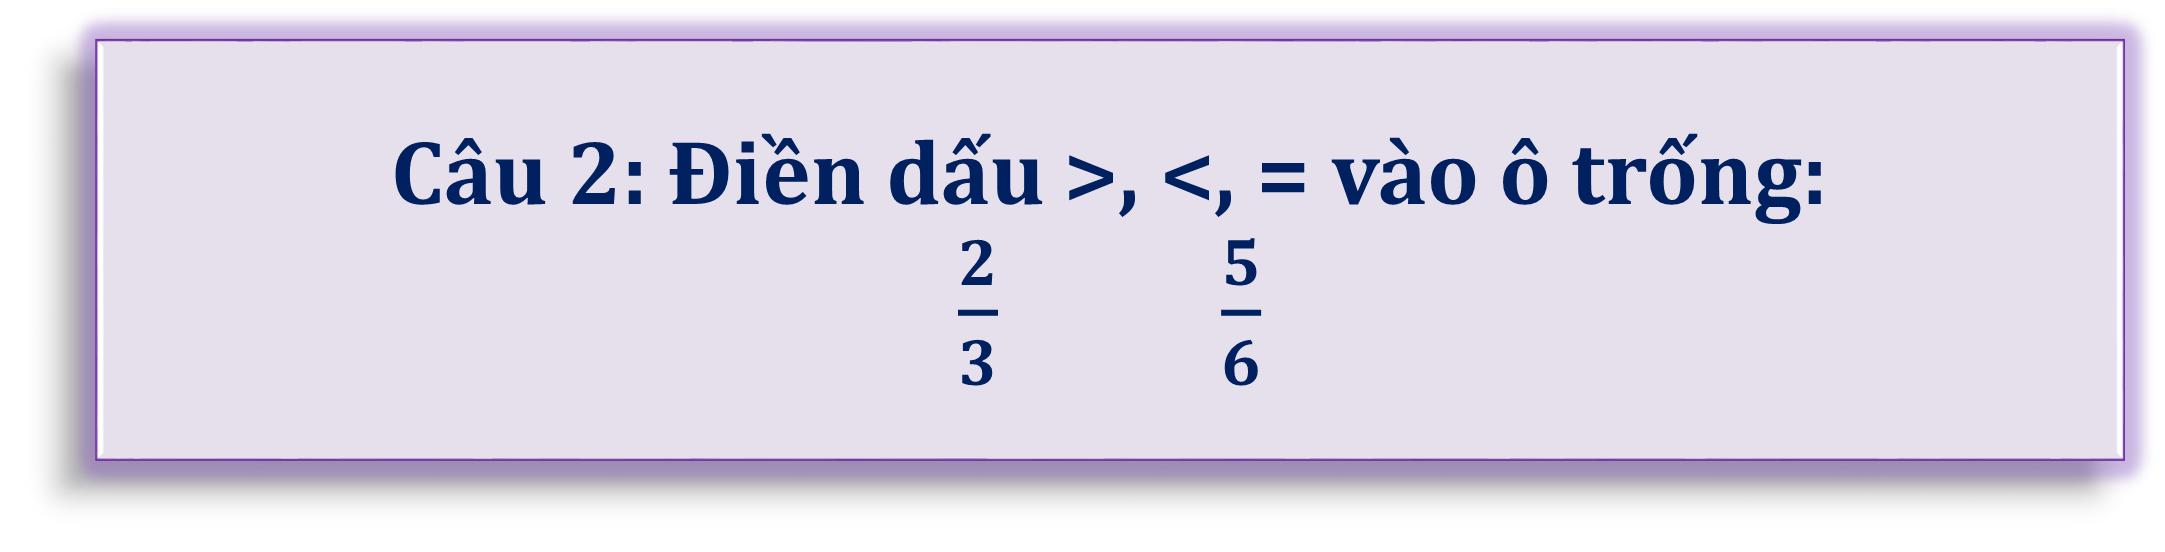 Câu 2: Điền dấu >, <, = vào ô trống:
2 5
3 6